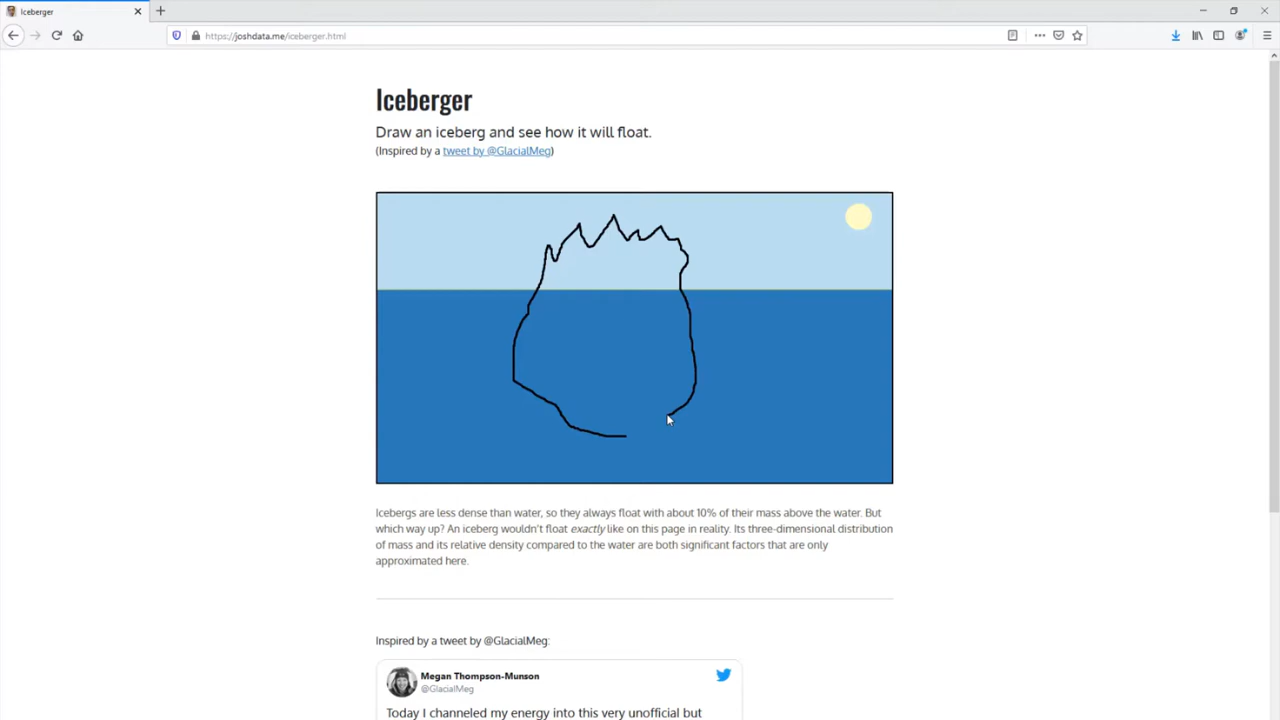 Iceberger
https://joshdata.me/iceberger.html
Iceberger
Draw an iceberg and see how it will float.
(Inspired by a tweet by @GlacialMeg)
Icebergs are less dense than water, so they always float with about 10% of their mass above the water. But
which way up? An iceberg wouldn't float exactly like on this page in reality. Its three-dimensional distribution
of mass and its relative density compared to the water are both significant factors that are only
approximated here.
Inspired by a tweet by @GlacialMeg:
Megan Thompson-Munson
@GlacialMeg
Today I channeled my energy into this very unofficial but